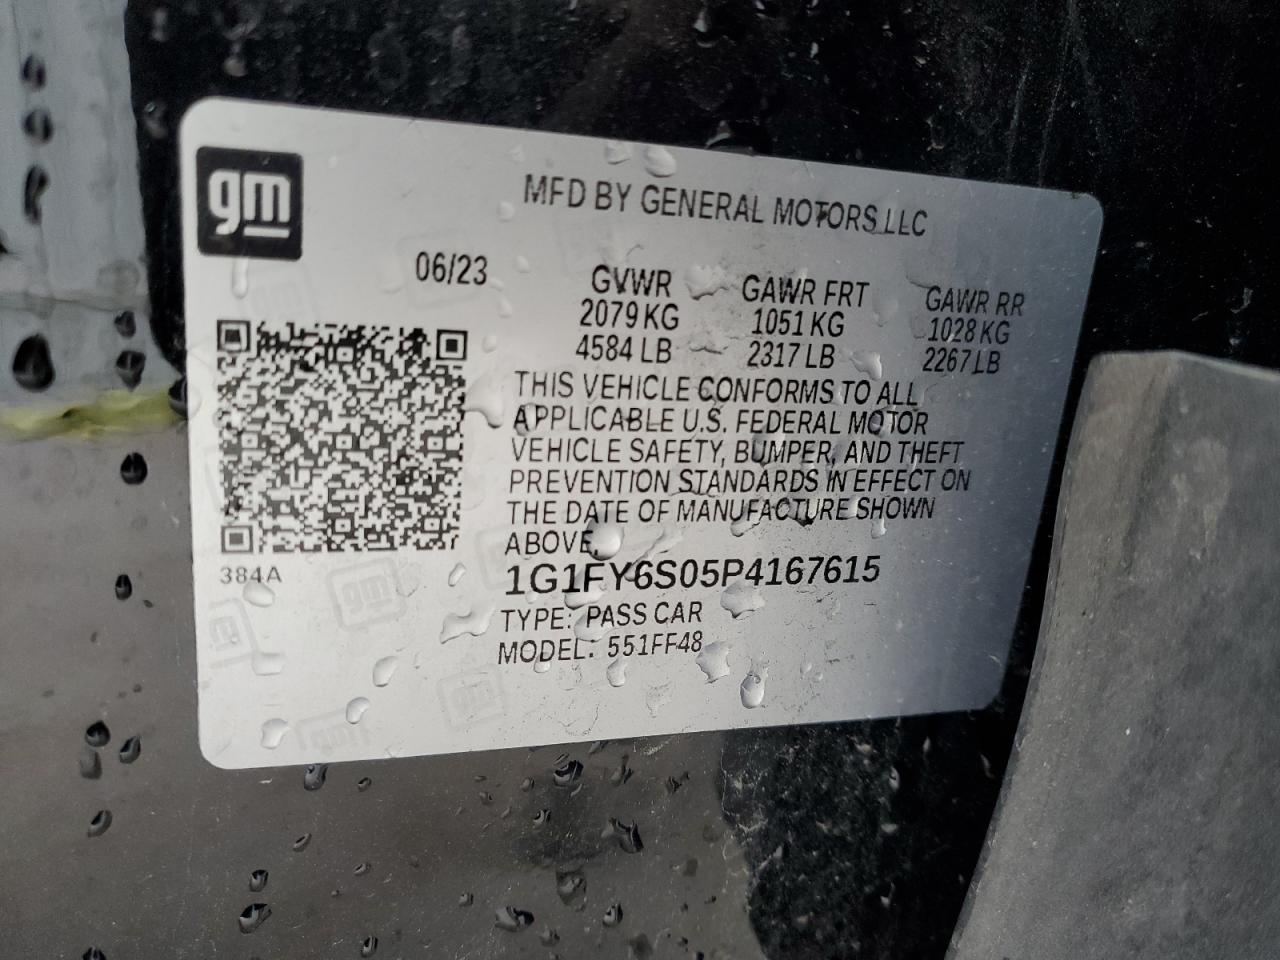 gm
MFD BY GENERAL MOTORS LLC
06/23
GVWR GAWR FRT GAWR RR
2079 KG 1051 KG 1028 KG
4584 LB 2317 LB 2267 LB
THIS VEHICLE CONFORMS TO ALL
APPLICABLE U.S. FEDERAL MOTOR
VEHICLE SAFETY, BUMPER, AND THEFT
PREVENTION STANDARDS IN EFFECT ON
THE DATE OF MANUFACTURE SHOWN
ABOVE.
384A
1G1FY6S05P4167615
TYPE: PASS CAR
MODEL: 551FF48